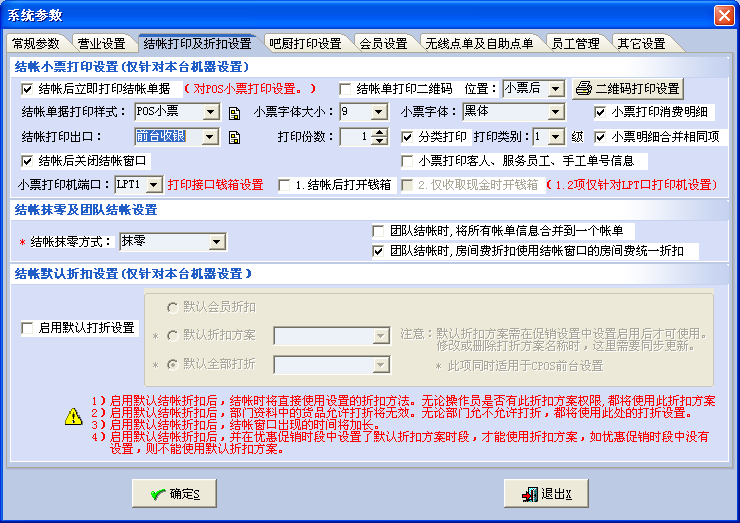 系统参数
常规参数 营业设置 结帐打印及折扣设置 吧厨打印设置 会员设置 无线点单及自助点单 员工管理 其它设置
结帐小票打印设置(仅针对本台机器设置)
结帐后立即打印结帐单据 (对POS小票打印设置。) 结帐单打印二维码 位置: 小票后 二维码打印设置
结帐单据打印样式: POS小票 小票字体大小: 9 小票字体: 黑体 小票打印消费明细
结帐打印出口: 前台收银 打印份数: 1 分类打印 打印类别: 1 级 小票明细合并相同项
结帐后关闭结帐窗口 小票打印客人、服务员工、手工单号信息
小票打印机端口: LPT1 打印接口钱箱设置 1.结帐后打开钱箱 2.仅收取现金时开钱箱 (1.2项仅针对LPT口打印机设置)
结帐抹零及团队结帐设置
* 结帐抹零方式: 抹零 团队结帐时,将所有帐单信息合并到一个帐单
团队结帐时,房间费折扣使用结帐窗口的房间费统一折扣
结帐默认折扣设置(仅针对本台机器设置)
启用默认打折设置
默认会员折扣
* 默认折扣方案 注意:默认折扣方案需在促销设置中设置启用后才可使用。
修改或删除打折方案名称时,这里需要同步更新。
* 默认全部打折 * 此项同时适用于CPOS前台设置
1)启用默认结帐折扣后,结帐时将直接使用设置的折扣方法。无论操作员是否有此折扣方案权限,都将使用此折扣方案
2)启用默认结帐折扣后,部门资料中的货品允许打折将无效。无论部门允不允许打折,都将使用此处的打折设置。
3)启用默认结帐折扣后,结帐窗口出现的时间将加长。
4)启用默认结帐折扣后,并在优惠促销时段中设置了默认折扣方案时段,才能使用折扣方案,如优惠促销时段中没有
设置,则不能使用默认折扣方案。
确定S 退出X